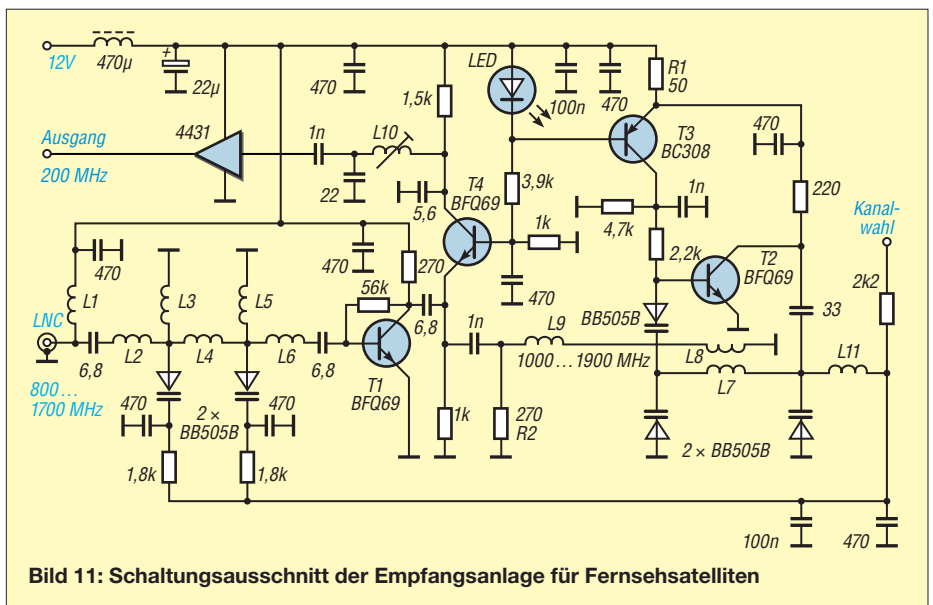 12V
470µ
+
22µ
470
1,5k
LED
100n
470
R1
50
T3
BC308
470
Ausgang
200 MHz
4431
1n
L10
22
5,6
T4
BFQ69
3,9k
1k
470
4,7k
1n
2,2k
T2
BFQ69
220
Kanal-
wahl
2k2
33
470
L1
LNC
6,8
800 ...
1700 MHz
L2
L3
L4
L5
L6
6,8
470
270
56k
6,8
T1
BFQ69
1n
L9
1000 ... 1900 MHz
BB505B
L8
L7
L11
470
2 ×
BB505B
470
1,8k
1,8k
1k
270
R2
2 × BB505B
100n
470
Bild 11: Schaltungsausschnitt der Empfangsanlage für Fernsehsatelliten